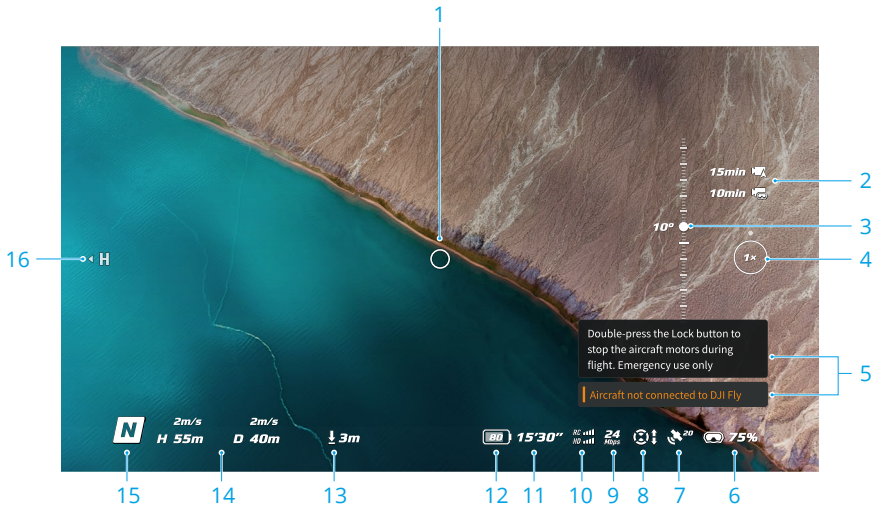 1
15min
10min
2
10°
3
16
H
1×
4
Double-press the Lock button to
stop the aircraft motors during
flight. Emergency use only
5
Aircraft not connected to DJI Fly
N
2m/s
2m/s
H 55m
D 40m
3m
80
15'30"
RC
HD
24
Mbps
20
75%
15
14
13
12
11
10
9
8
7
6